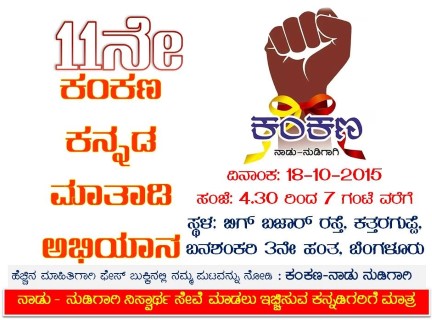 11ನೇ
ಕಂಕಣ
ಕನ್ನಡ
ಮಾತಾಡಿ
ಅಭಿಯಾನ
ಕಂಕಣ
ನಾಡು-ನುಡಿಗಾಗಿ
ದಿನಾಂಕ: 18-10-2015
ಸಂಜೆ: 4.30 ರಿಂದ 7 ಗಂಟೆ ವರೆಗೆ
ಸ್ಥಳ: ಬಿಗ್ ಬಜಾರ್ ರಸ್ತೆ, ಕತ್ತರಗುಪ್ಪೆ,
ಬನಶಂಕರಿ 3ನೇ ಹಂತ, ಬೆಂಗಳೂರು
ಹೆಚ್ಚಿನ ಮಾಹಿತಿಗಾಗಿ ಫೇಸ್ ಬುಕ್ಕಿನಲ್ಲಿ ನಮ್ಮ ಪುಟವನ್ನು ನೋಡಿ : ಕಂಕಣ-ನಾಡು ನುಡಿಗಾಗಿ
ನಾಡು - ನುಡಿಗಾಗಿ ನಿಸ್ವಾರ್ಥ ಸೇವೆ ಮಾಡಲು ಇಚ್ಚಿಸುವ ಕನ್ನಡಿಗರಿಗೆ ಮಾತ್ರ